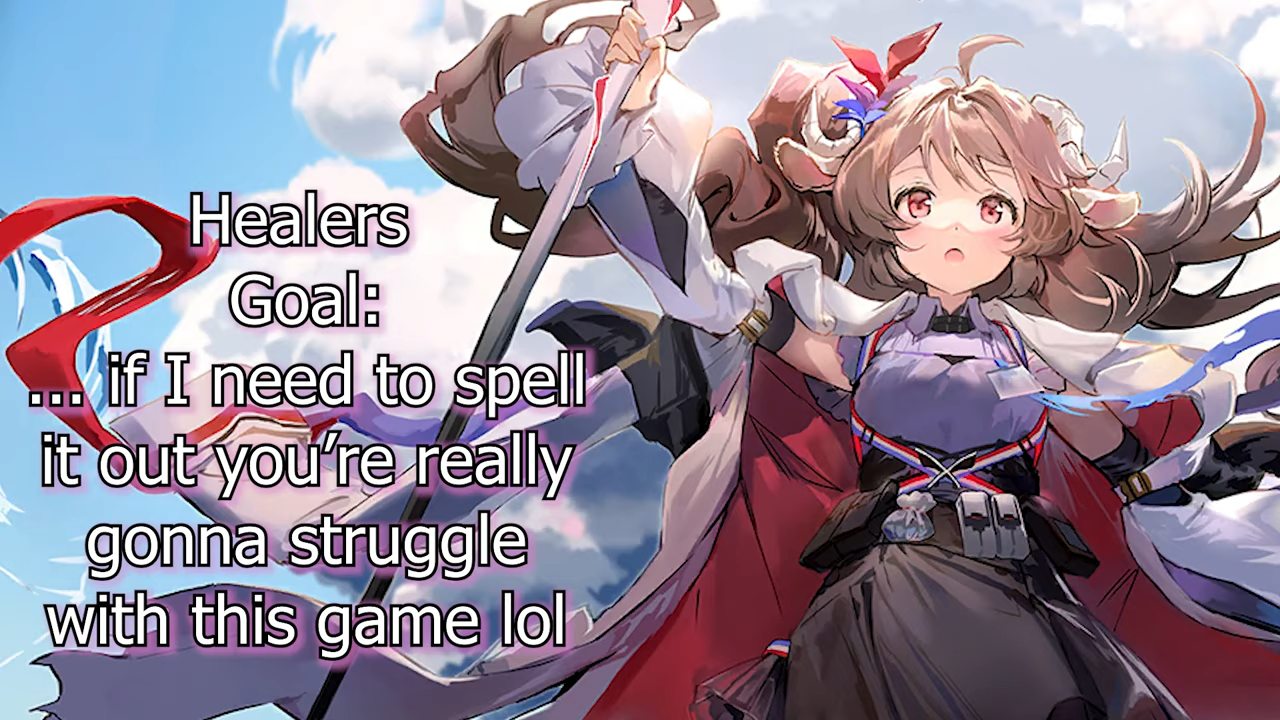 Healers
Goal:
... if I need to spell
it out you’re really
gonna struggle
with this game lol